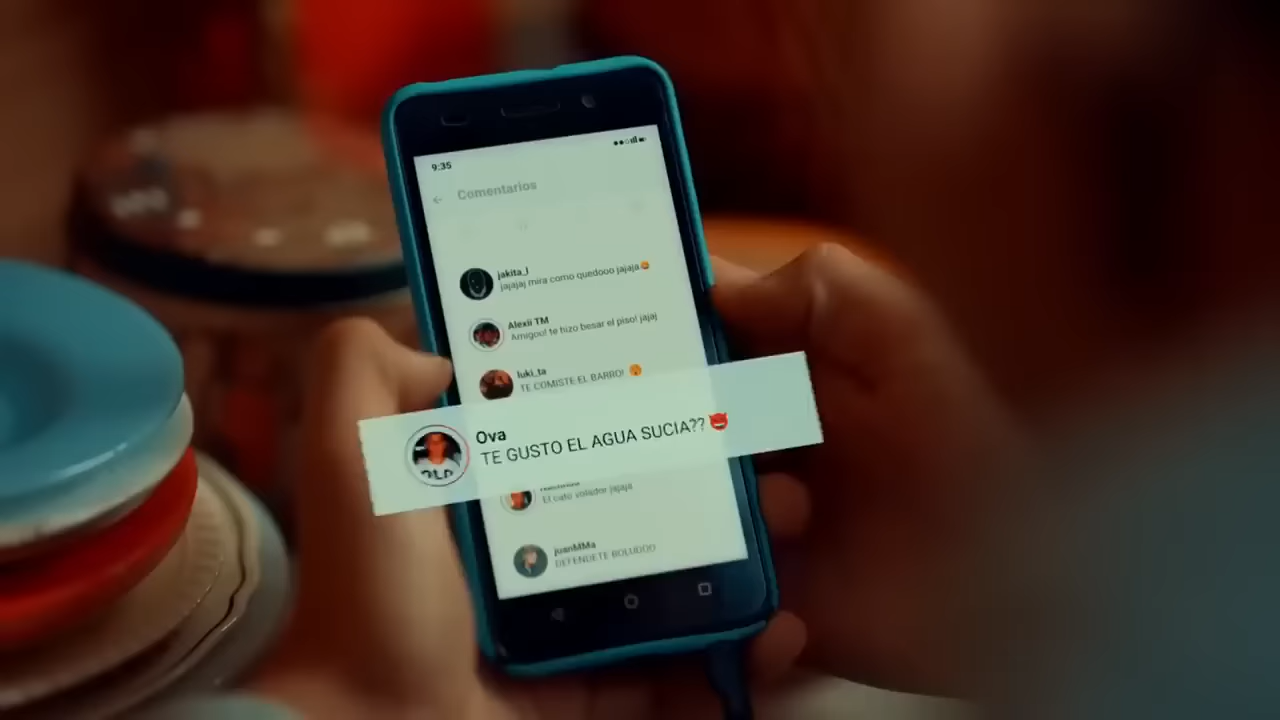 9:35
Comentarios
jakita_l
jajajaj mira como quedooo jajaja😄
Alexii TM
Amigoo! te hizo besar el piso! jajaj
luki_ta
TE COMISTE EL BARRO!
Ova
TE GUSTO EL AGUA SUCIA?? 😈
El cato volador jajaja
juanMMa
DEFENDETE BOLUDOO